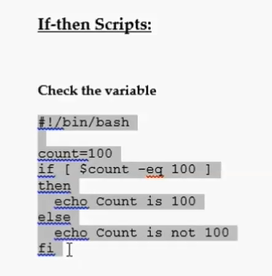 If-then Scripts:
Check the variable
#!/bin/bash
count=100
if [ $count -eq 100 ]
then
echo Count is 100
else
echo Count is not 100
fi